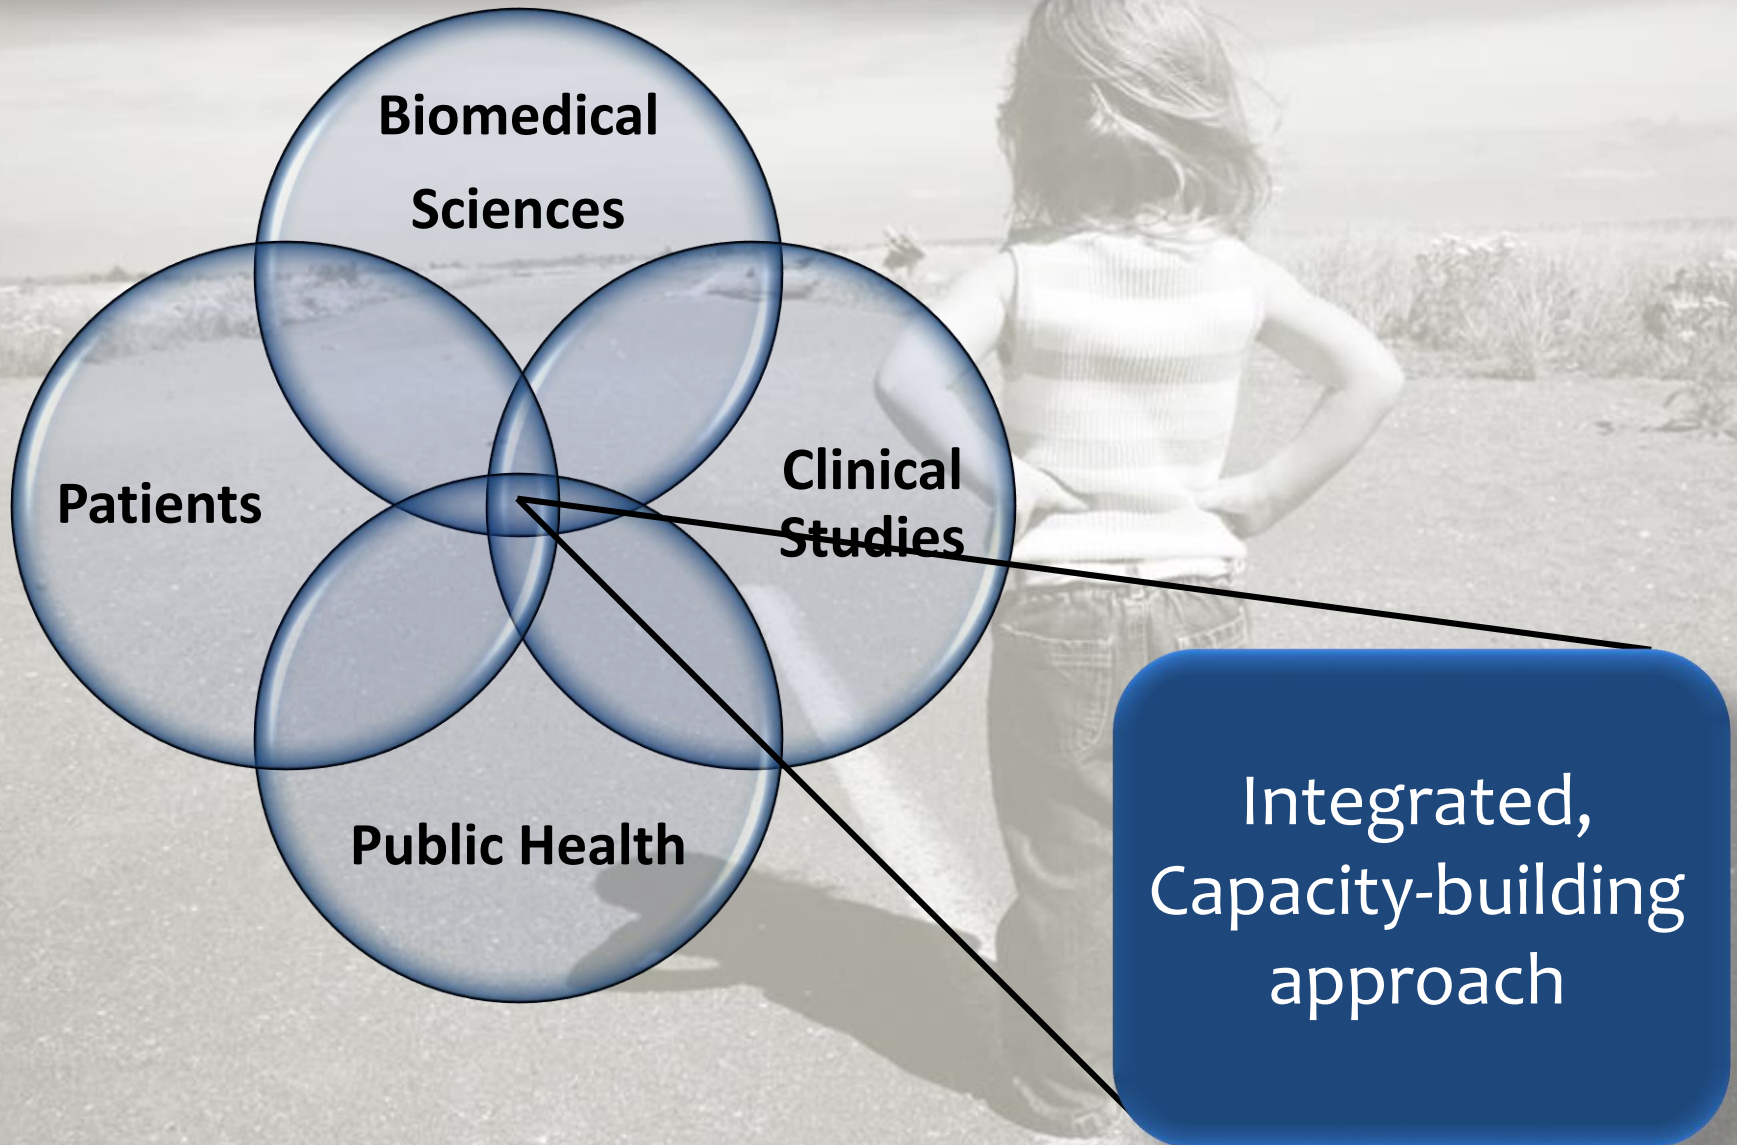 Biomedical
Sciences
Patients
Clinical
Studies
Public Health
Integrated,
Capacity-building
approach